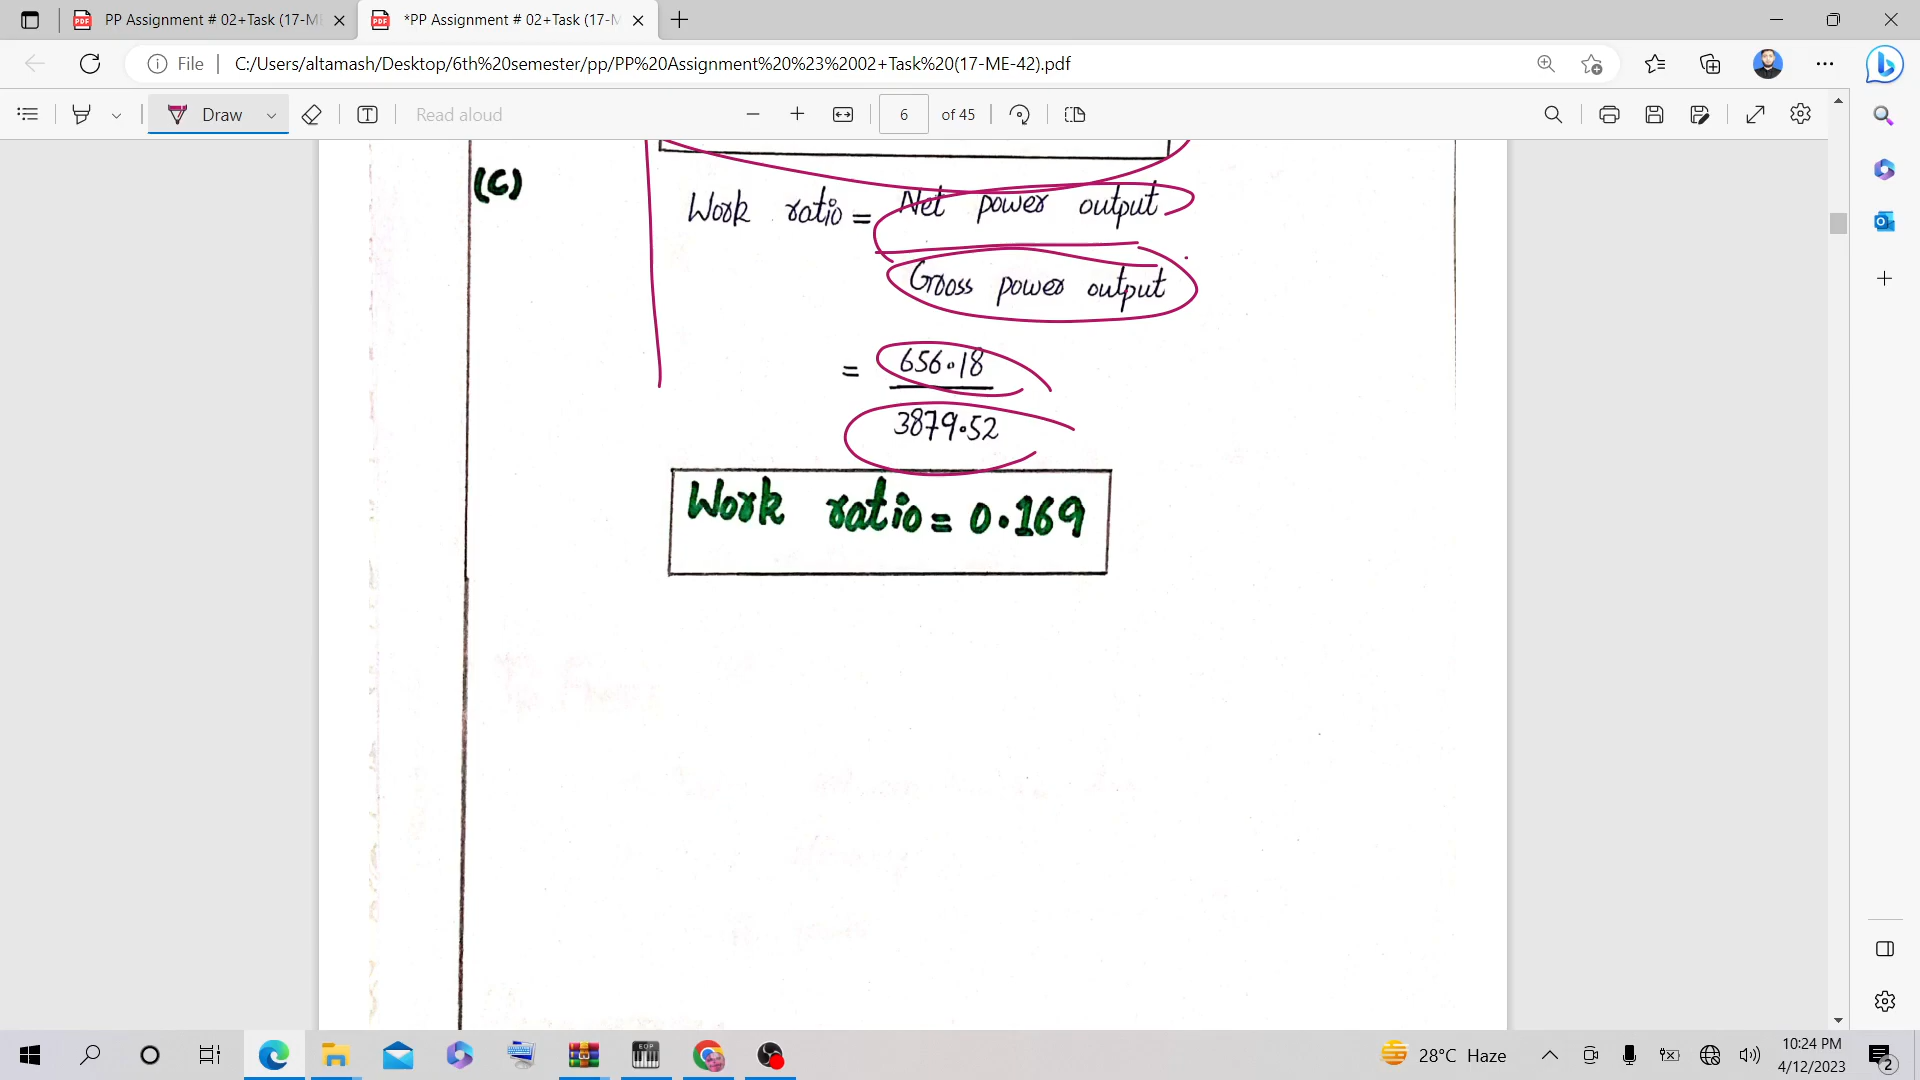 PP Assignment # 02+Task (17-ME
*PP Assignment # 02+Task (17-M
File
C:/Users/altamash/Desktop/6th%20semester/pp/PP%20Assignment%20%23%2002+Task%20(17-ME-42).pdf
Draw
Read aloud
6 of 45
(C)
Work ratio = Net power output
Gross power output
= 656.18
3879.52
Work ratio = 0.169
28°C Haze
10:24 PM
4/12/2023
2